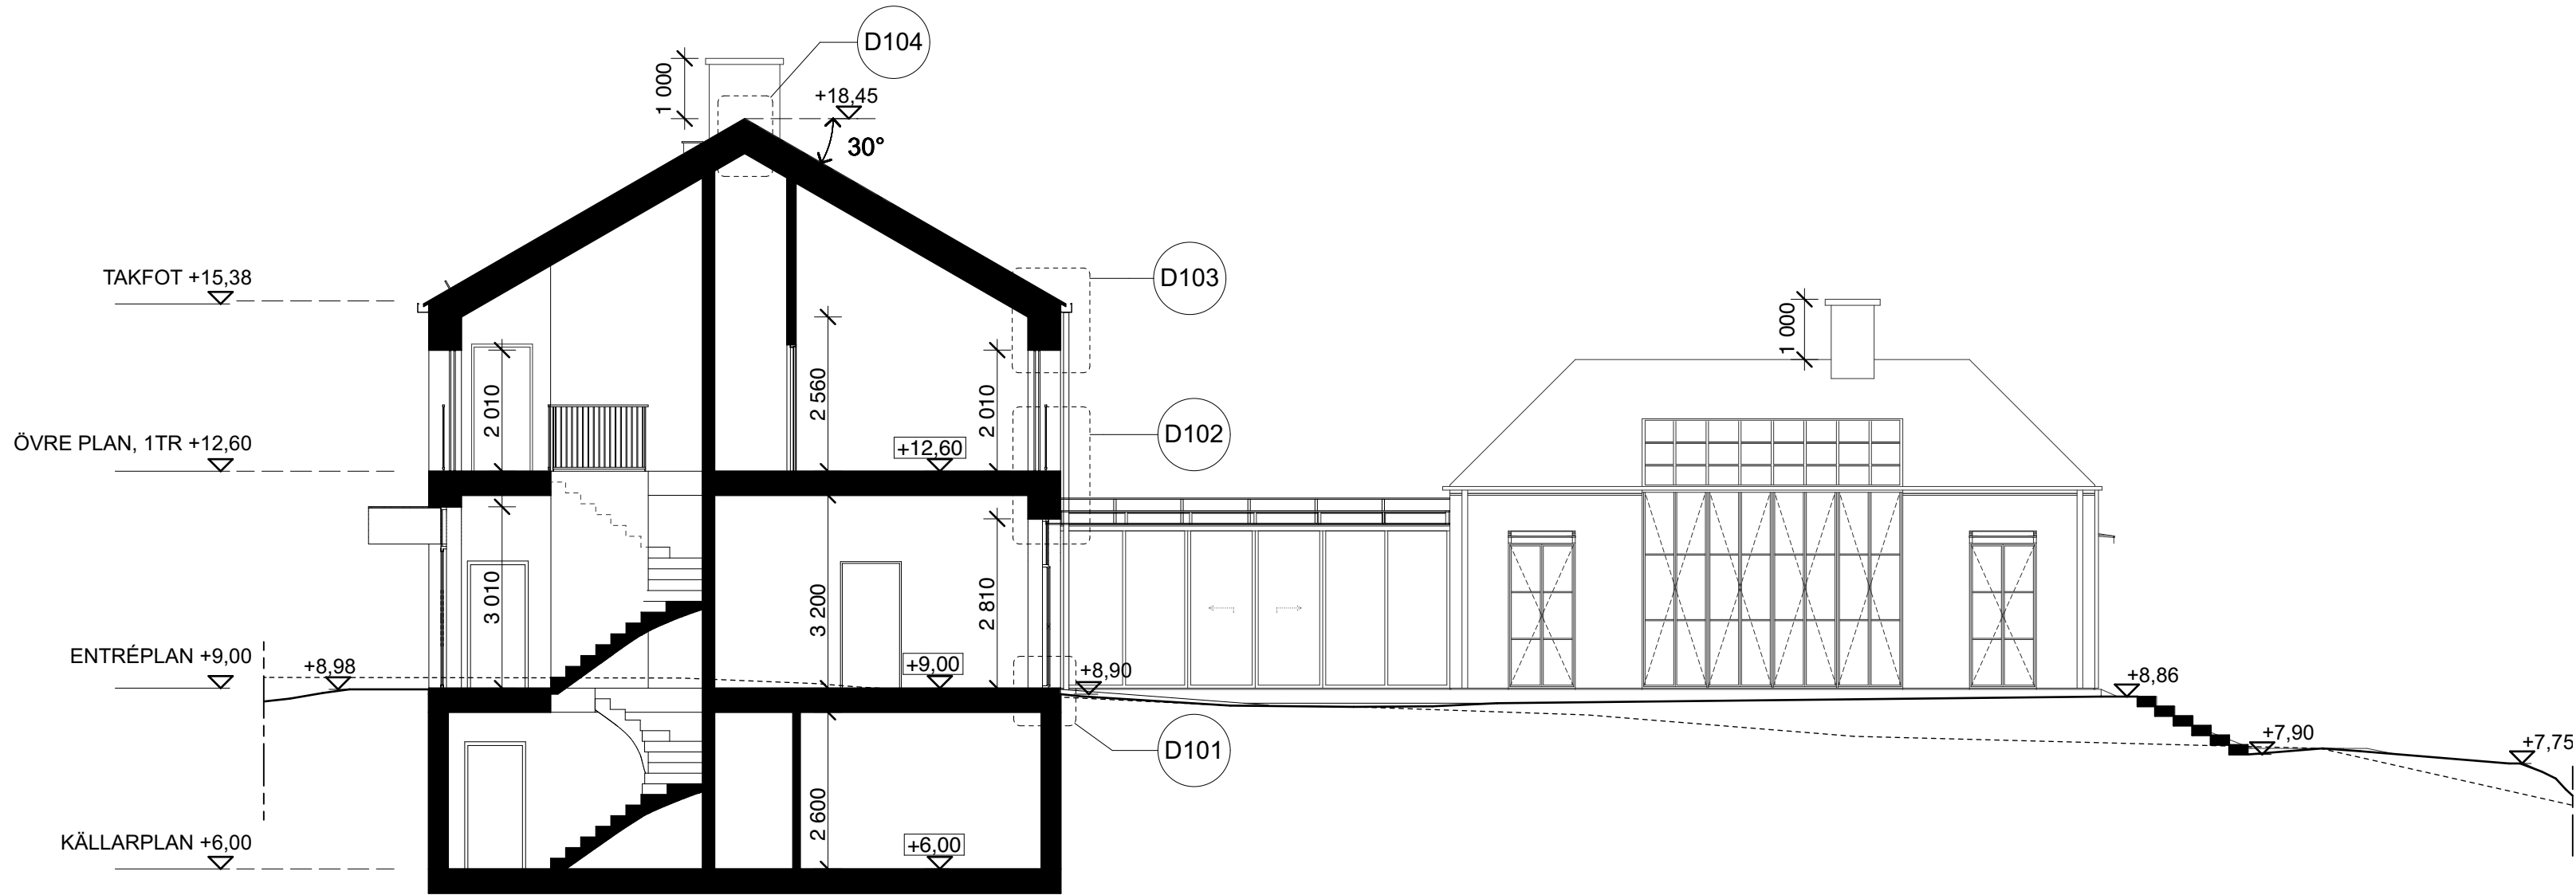 D104
1 000
+18,45
30°
TAKFOT +15,38
D103
1 000
2 010
2 560
2 010
ÖVRE PLAN, 1TR +12,60
+12,60
D102
3 010
3 200
2 810
ENTRÉPLAN +9,00
+8,98
+9,00
+8,90
+8,86
D101
+7,90
+7,75
2 600
KÄLLARPLAN +6,00
+6,00